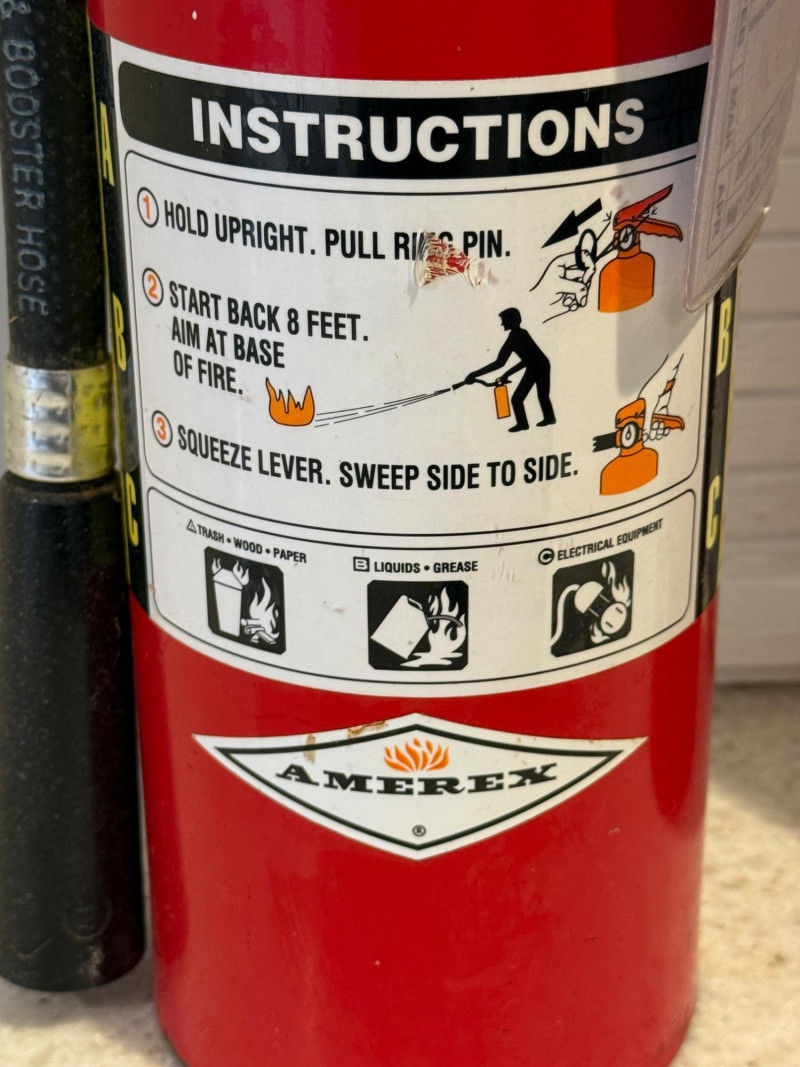 & BOOSTER HOSE
INSTRUCTIONS
1 HOLD UPRIGHT. PULL RING PIN.
2 START BACK 8 FEET.
AIM AT BASE
OF FIRE.
3 SQUEEZE LEVER. SWEEP SIDE TO SIDE.
A TRASH • WOOD • PAPER
B LIQUIDS • GREASE
C ELECTRICAL EQUIPMENT
A
B
C
B
C
AMEREX
®